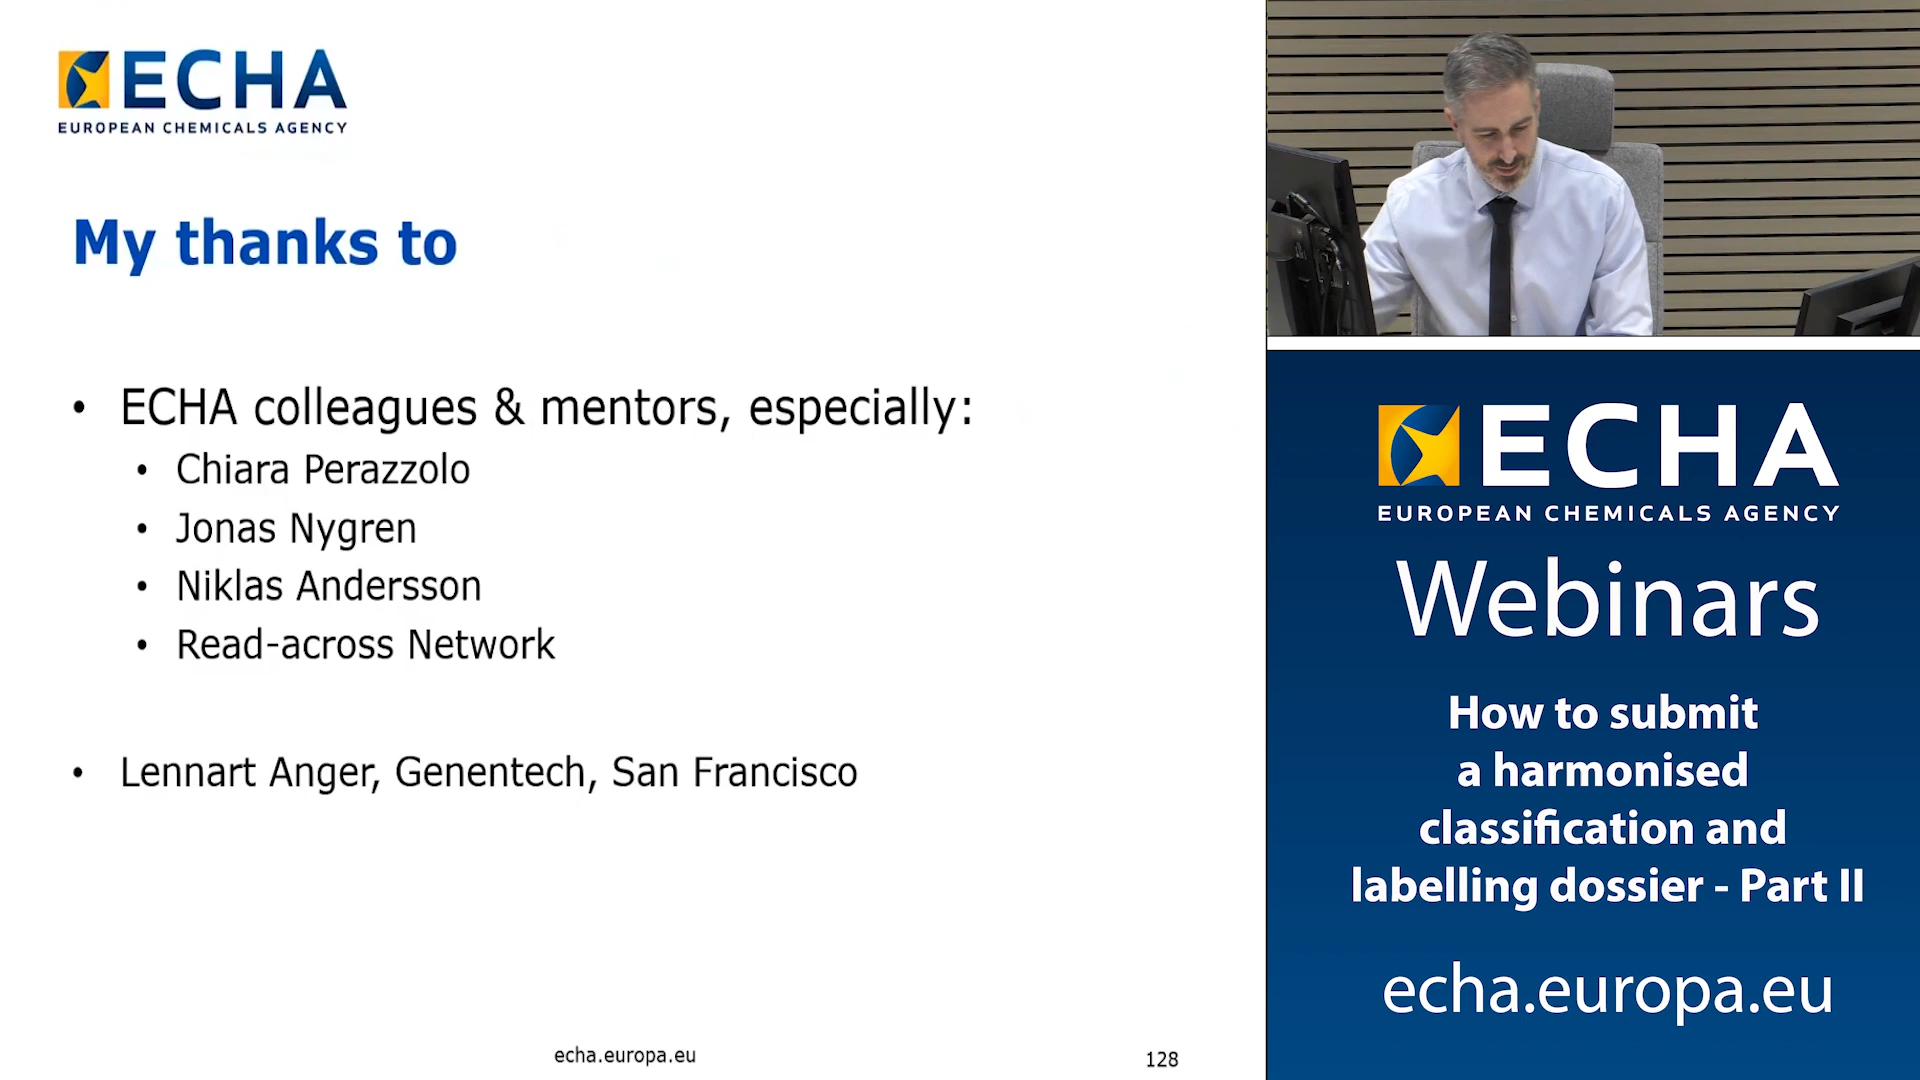 ECHA
EUROPEAN CHEMICALS AGENCY
My thanks to
• ECHA colleagues & mentors, especially:
• Chiara Perazzolo
• Jonas Nygren
• Niklas Andersson
• Read-across Network
• Lennart Anger, Genentech, San Francisco
echa.europa.eu
128
ECHA
EUROPEAN CHEMICALS AGENCY
Webinars
How to submit
a harmonised
classification and
labelling dossier - Part II
echa.europa.eu